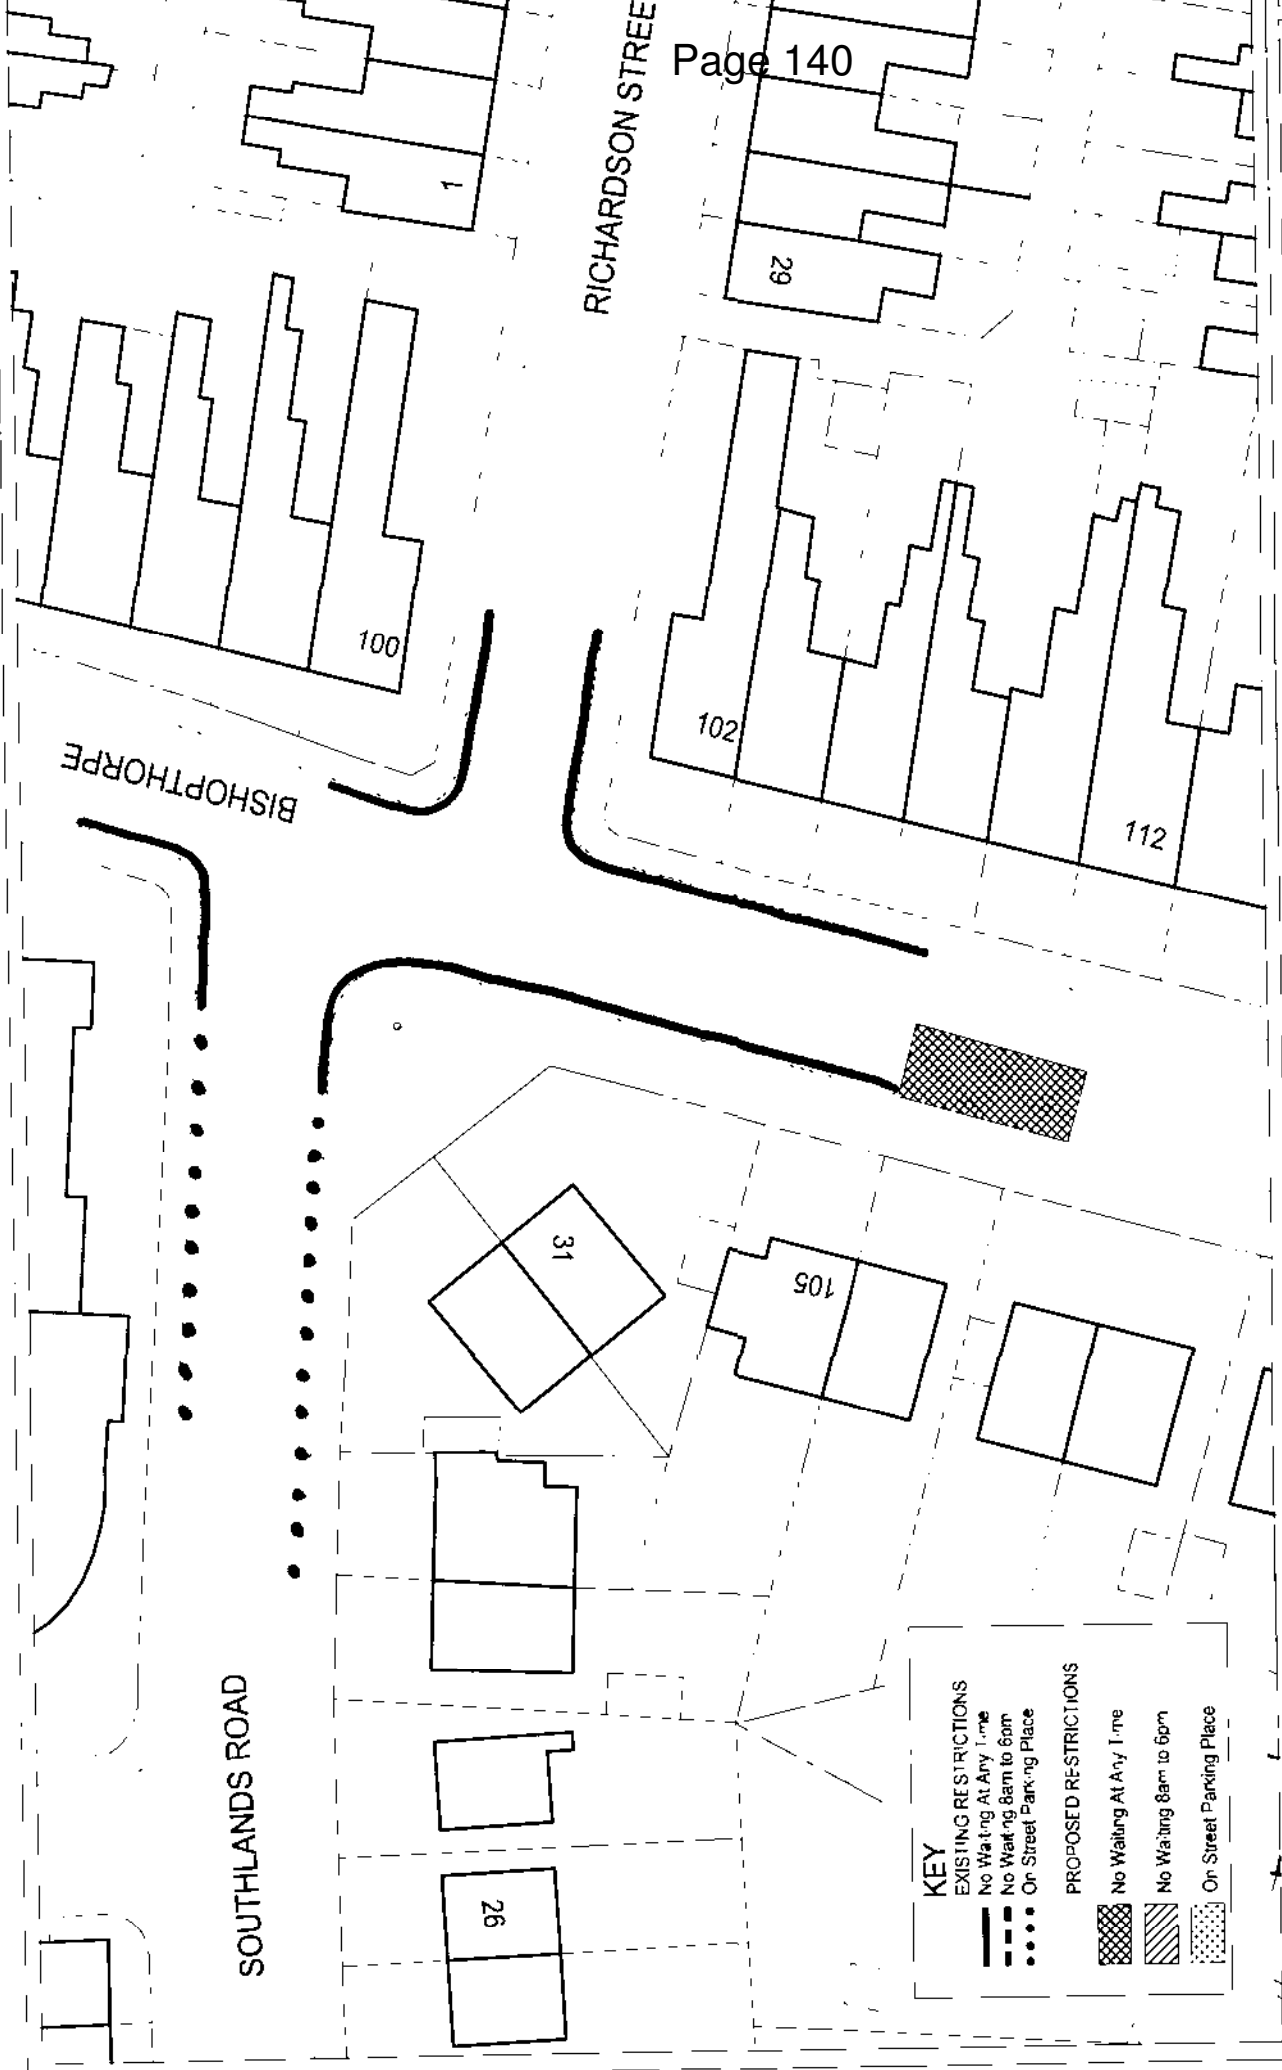 Page 140
RICHARDSON STREE
1
29
100
102
112
BISHOPTHORPE
31
105
26
SOUTHLANDS ROAD
KEY
EXISTING RESTRICTIONS
No Waiting At Any Time
No Waiting 8am to 6pm
On Street Parking Place
PROPOSED RESTRICTIONS
No Waiting At Any Time
No Waiting 8am to 6pm
On Street Parking Place